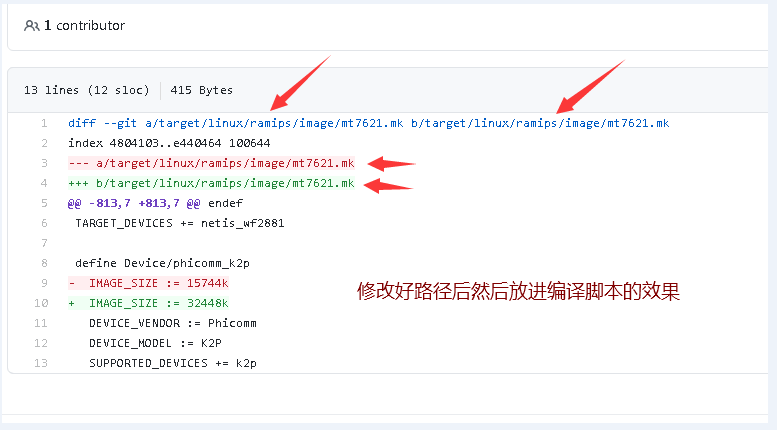 1 contributor
13 lines (12 sloc) 415 Bytes
1 diff --git a/target/linux/ramips/image/mt7621.mk b/target/linux/ramips/image/mt7621.mk
2 index 4804103..e440464 100644
3 --- a/target/linux/ramips/image/mt7621.mk
4 +++ b/target/linux/ramips/image/mt7621.mk
5 @@ -813,7 +813,7 @@ endef
6 TARGET_DEVICES += netis_wf2881
7
8 define Device/phicomm_k2p
9 - IMAGE_SIZE := 15744k
修改好路径后然后放进编译脚本的效果
10 + IMAGE_SIZE := 32448k
11 DEVICE_VENDOR := Phicomm
12 DEVICE_MODEL := K2P
13 SUPPORTED_DEVICES += k2p